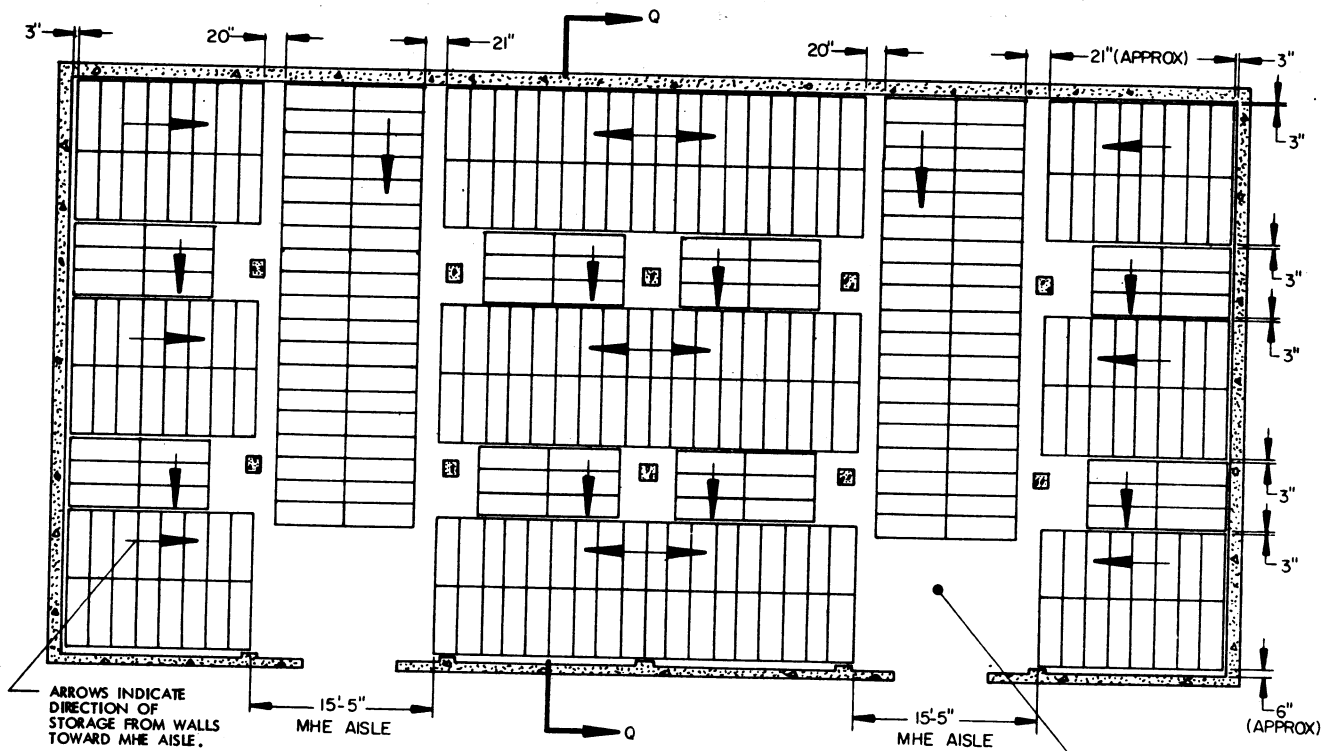 Q
3"
20"
21"
20"
21" (APPROX)
3"
3"
3"
3"
3"
3"
6"
(APPROX)
ARROWS INDICATE
DIRECTION OF
STORAGE FROM WALLS
TOWARD MHE AISLE.
15'-5"
MHE AISLE
Q
15'-5"
MHE AISLE